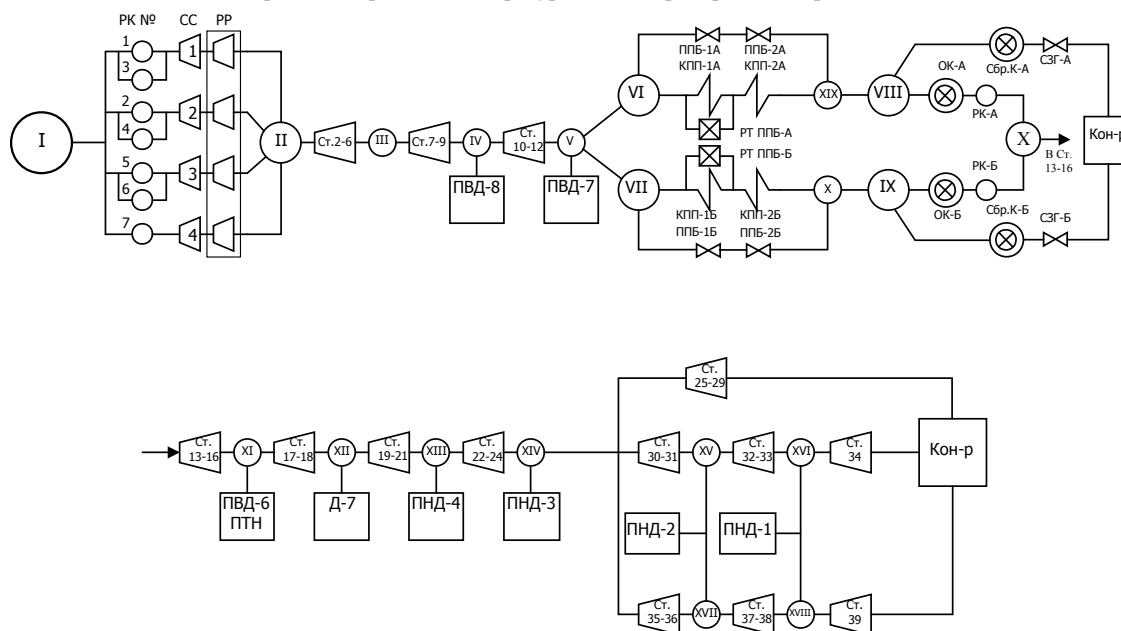 РК №
СС
РР
1
3
2
4
5
6
7
1
2
3
4
I
II
Ст.2-6
III
Ст.7-9
IV
Ст.
10-12
V
ПВД-8
ПВД-7
VI
VII
ППБ-1А
КПП-1А
ППБ-2А
КПП-2А
РТ ППБ-А
РТ ППБ-Б
КПП-1Б
ППБ-1Б
КПП-2Б
ППБ-2Б
XIX
X
VIII
IX
ОК-А
РК-А
Сбр.К-А
СЗГ-А
X
В Ст.
13-16
Кон-р
РК-Б
ОК-Б
Сбр.К-Б
СЗГ-Б
Ст.
25-29
Ст.
13-16
XI
Ст.
17-18
XII
Ст.
19-21
XIII
Ст.
22-24
XIV
Ст.
30-31
XV
Ст.
32-33
XVI
Ст.
34
Кон-р
ПВД-6
ПТН
Д-7
ПНД-4
ПНД-3
ПНД-2
ПНД-1
Ст.
35-36
XVII
Ст.
37-38
XVIII
Ст.
39